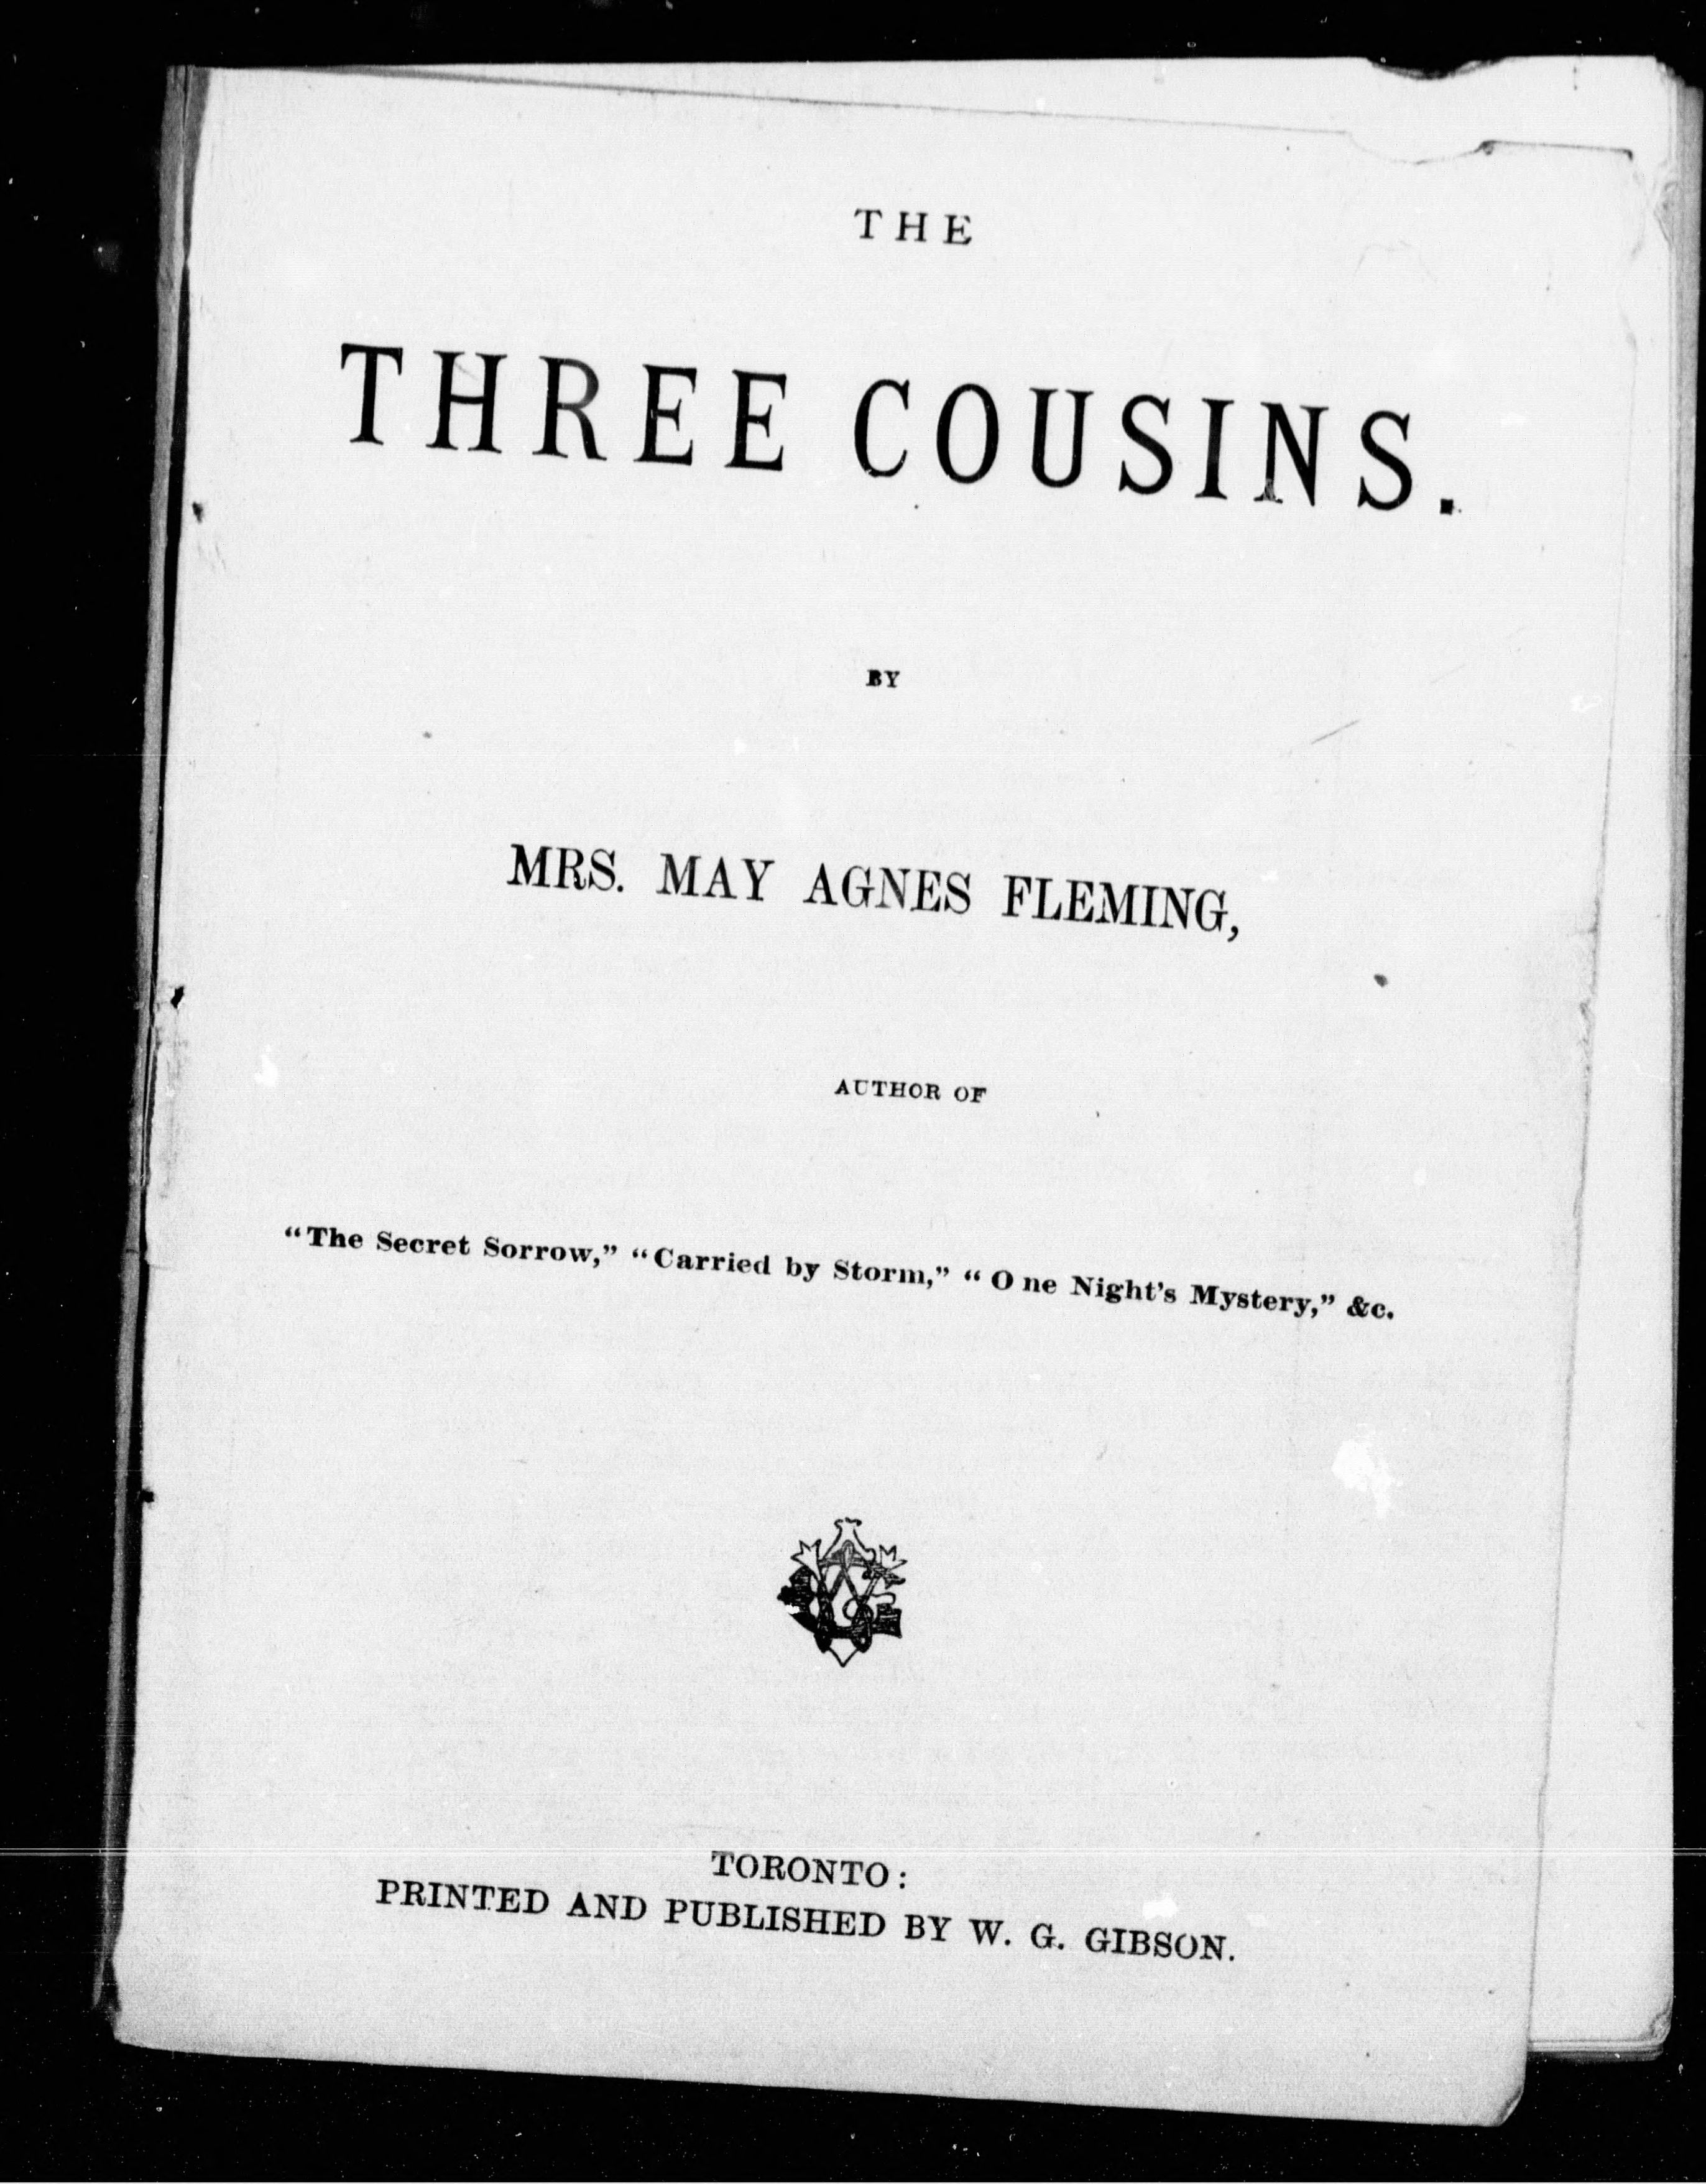 THE
THREE COUSINS.
BY
MRS. MAY AGNES FLEMING,
AUTHOR OF
“The Secret Sorrow,” “Carried by Storm,” “One Night’s Mystery,” &c.
TORONTO:
PRINTED AND PUBLISHED BY W. G. GIBSON.